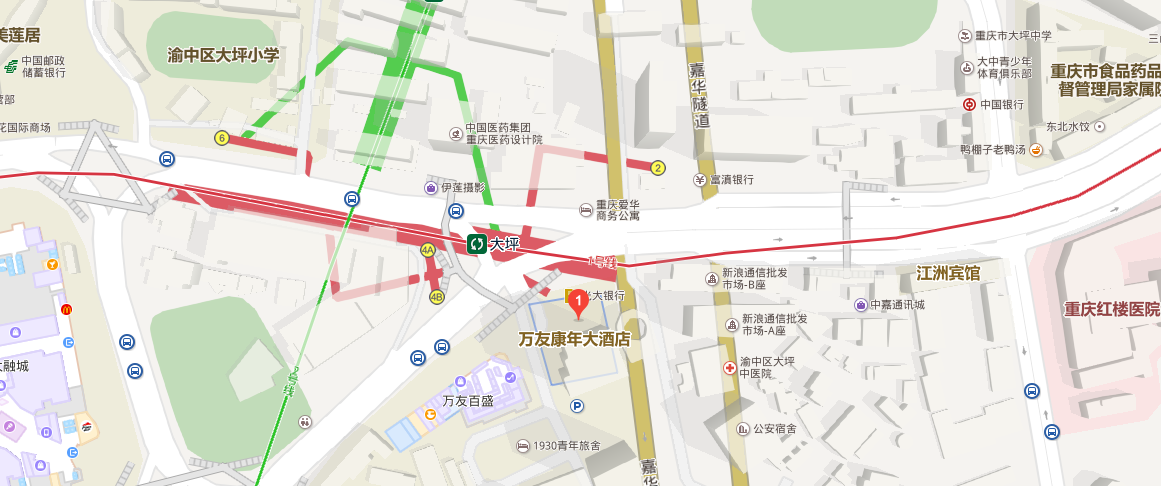 美莲居
中国邮政
储蓄银行
渝中区大坪小学
重庆市大坪中学
大中青少年
体育俱乐部
重庆市食品药品
督管理局家属院
中国银行
嘉华隧道
花国际商场
6
中国医药集团
重庆医药设计院
东北水饺
鸭棚子老鸭汤
2
富滇银行
伊莲摄影
重庆爱华
商务公寓
大坪
4A
1号线
江洲宾馆
新浪通信批发
市场-B座
4B
1
光大银行
中嘉通讯城
重庆红楼医院
万友康年大酒店
新浪通信批发
市场-A座
大融城
渝中区大坪
中医院
2号线
万友百盛
P
公安宿舍
1930青年旅舍
嘉华